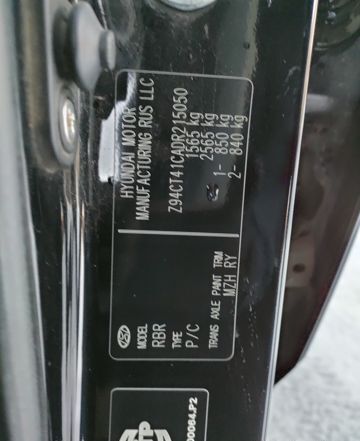 HYUNDAI MOTOR
MANUFACTURING RUS LLC
Z94CT41CADR215050
1565 kg
2565 kg
1- 850 kg
2- 840 kg
MODEL
RBR
TYPE
P/C
TRANS AXLE PAINT TRIM
MZH RY